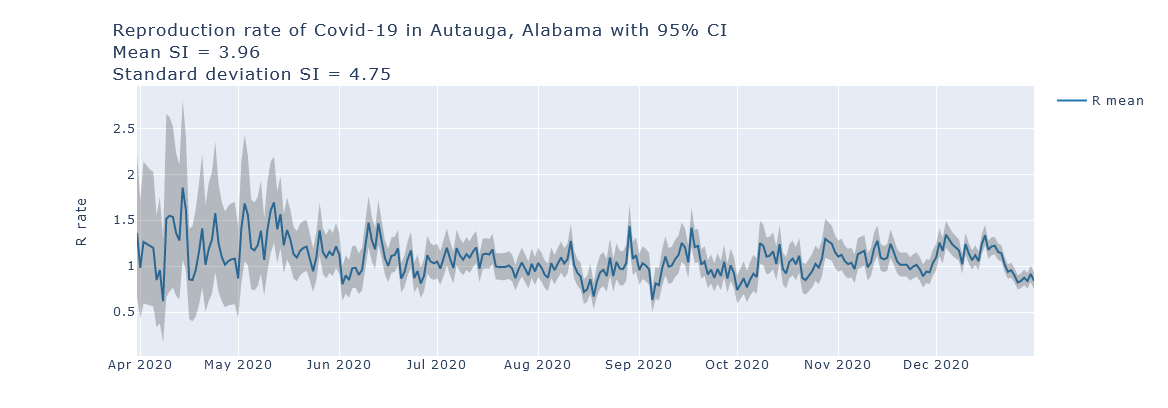 Reproduction rate of Covid-19 in Autauga, Alabama with 95% CI
Mean SI = 3.96
Standard deviation SI = 4.75
R mean
2.5
2
1.5
1
0.5
R rate
Apr 2020 May 2020 Jun 2020 Jul 2020 Aug 2020 Sep 2020 Oct 2020 Nov 2020 Dec 2020